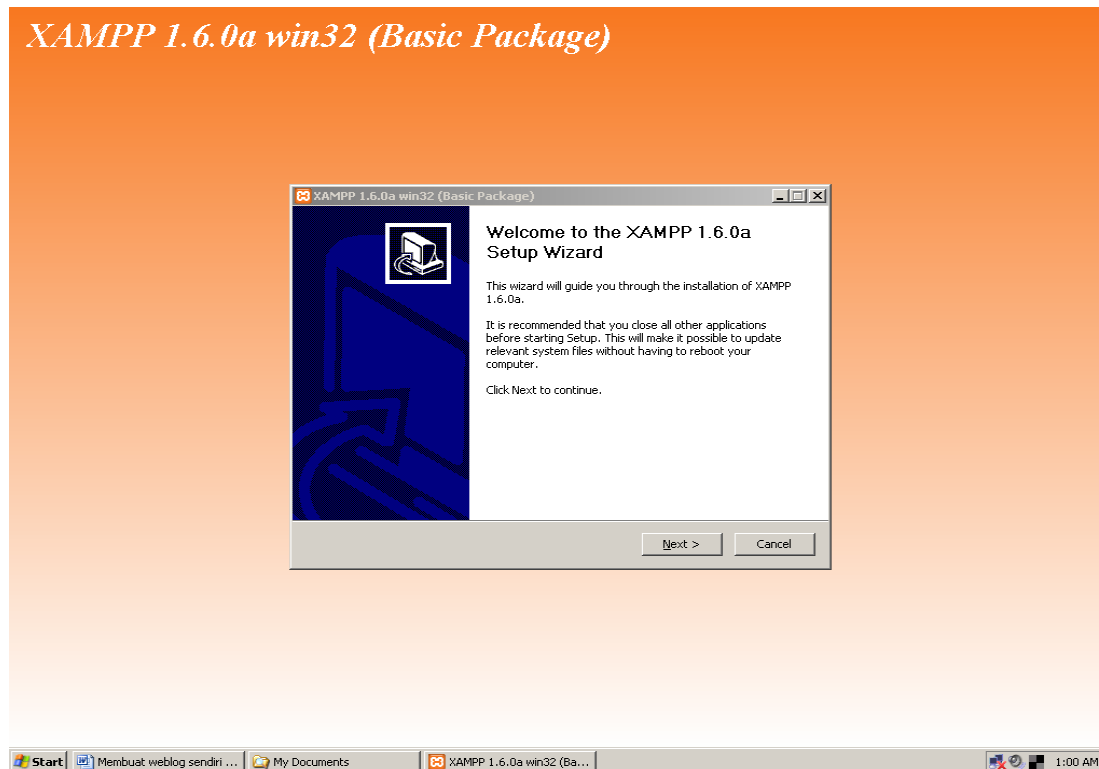 XAMPP 1.6.0a win32 (Basic Package)
XAMPP 1.6.0a win32 (Basic Package)
Welcome to the XAMPP 1.6.0a
Setup Wizard
This wizard will guide you through the installation of XAMPP
1.6.0a.
It is recommended that you close all other applications
before starting Setup. This will make it possible to update
relevant system files without having to reboot your
computer.
Click Next to continue.
Next >
Cancel
Start
Membuat weblog sendiri ...
My Documents
XAMPP 1.6.0a win32 (Ba...
1:00 AM